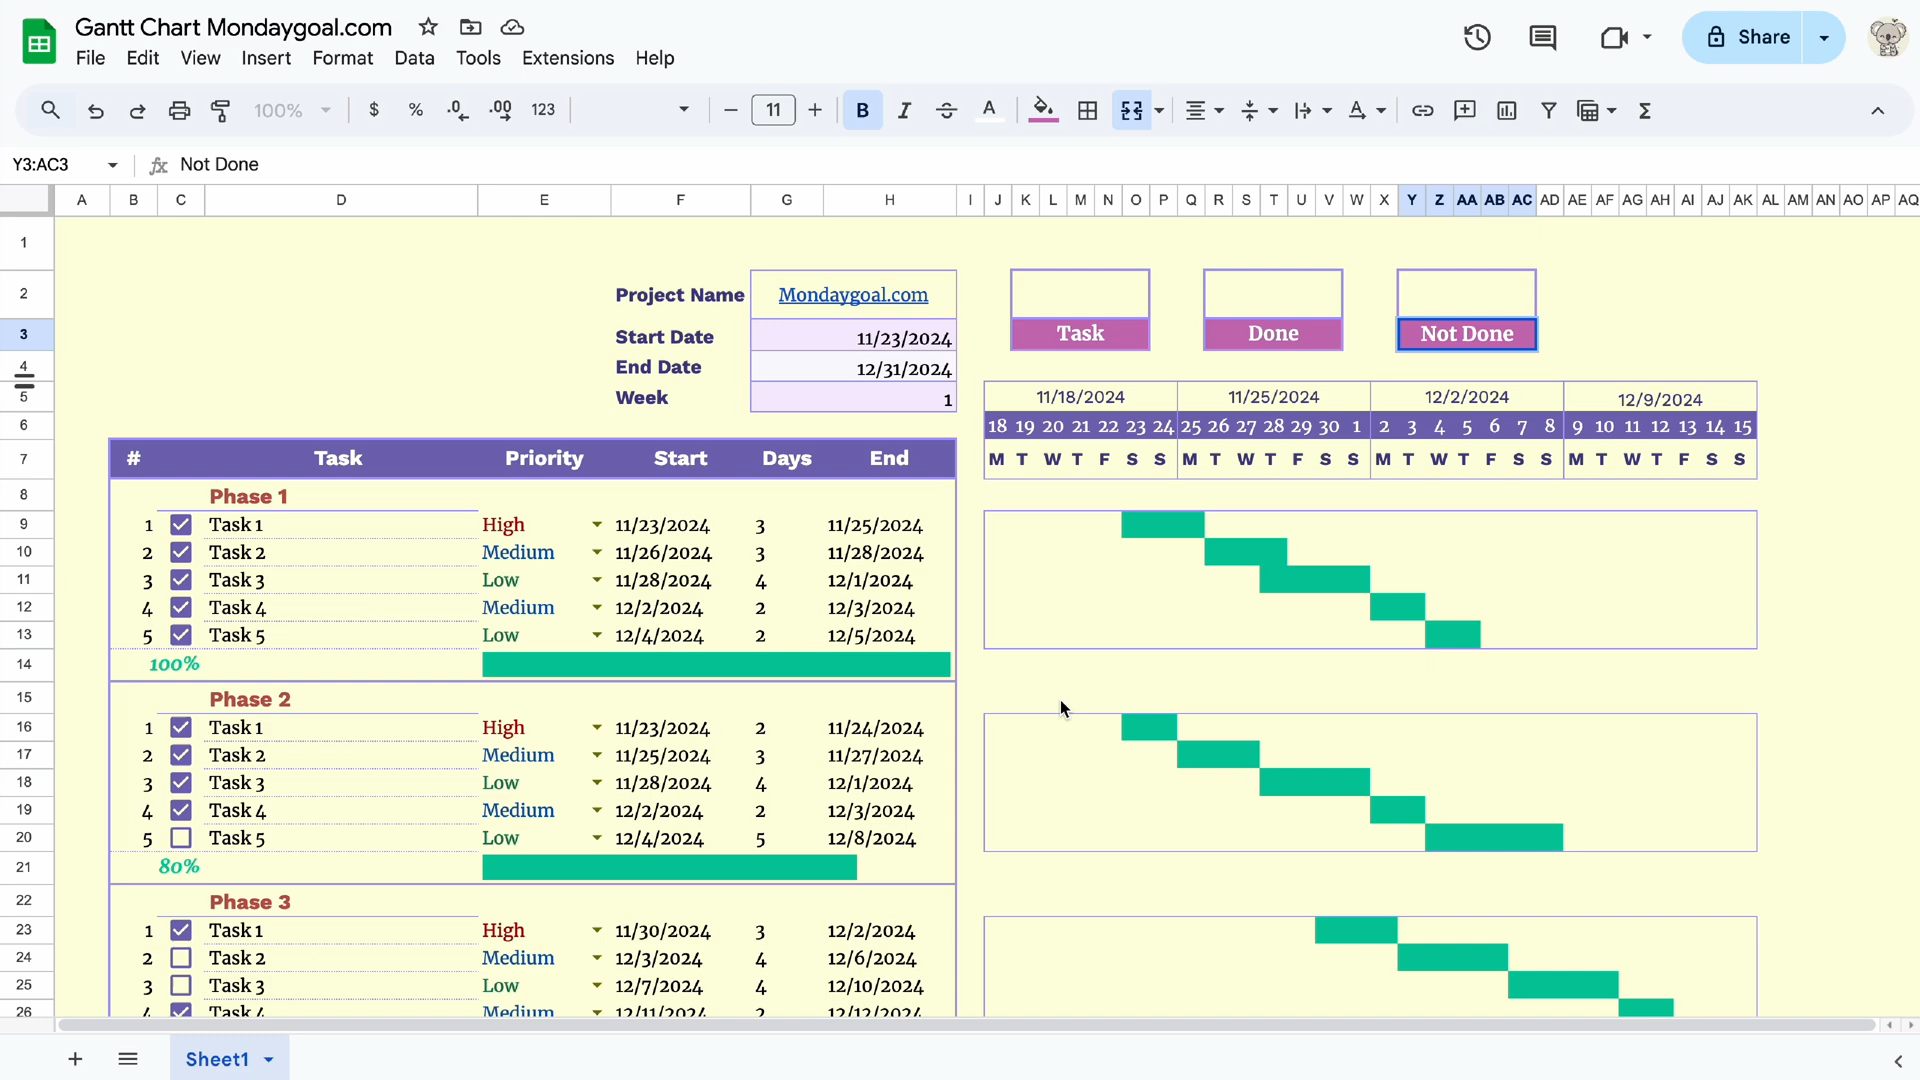 Gantt Chart Mondaygoal.com
File Edit View Insert Format Data Tools Extensions Help
Share
100% $ % .0 .00 123 11 B I A A Σ
Y3:AC3 fx Not Done
A B C D E F G H I J K L M N O P Q R S T U V W X Y Z AA AB AC AD AE AF AG AH AI AJ AK AL AM AN AO AP AQ
1
2 Project Name Mondaygoal.com
3 Start Date 11/23/2024 Task Done Not Done
4 End Date 12/31/2024
5 Week 1 11/18/2024 11/25/2024 12/2/2024 12/9/2024
6 18 19 20 21 22 23 24 25 26 27 28 29 30 1 2 3 4 5 6 7 8 9 10 11 12 13 14 15
7 # Task Priority Start Days End M T W T F S S M T W T F S S M T W T F S S M T W T F S S
8 Phase 1
9 1 Task 1 High 11/23/2024 3 11/25/2024
10 2 Task 2 Medium 11/26/2024 3 11/28/2024
11 3 Task 3 Low 11/28/2024 4 12/1/2024
12 4 Task 4 Medium 12/2/2024 2 12/3/2024
13 5 Task 5 Low 12/4/2024 2 12/5/2024
14 100%
15 Phase 2
16 1 Task 1 High 11/23/2024 2 11/24/2024
17 2 Task 2 Medium 11/25/2024 3 11/27/2024
18 3 Task 3 Low 11/28/2024 4 12/1/2024
19 4 Task 4 Medium 12/2/2024 2 12/3/2024
20 5 Task 5 Low 12/4/2024 5 12/8/2024
21 80%
22 Phase 3
23 1 Task 1 High 11/30/2024 3 12/2/2024
24 2 Task 2 Medium 12/3/2024 4 12/6/2024
25 3 Task 3 Low 12/7/2024 4 12/10/2024
26 4 Task 4 Medium 12/11/2024 2 12/12/2024
Sheet1